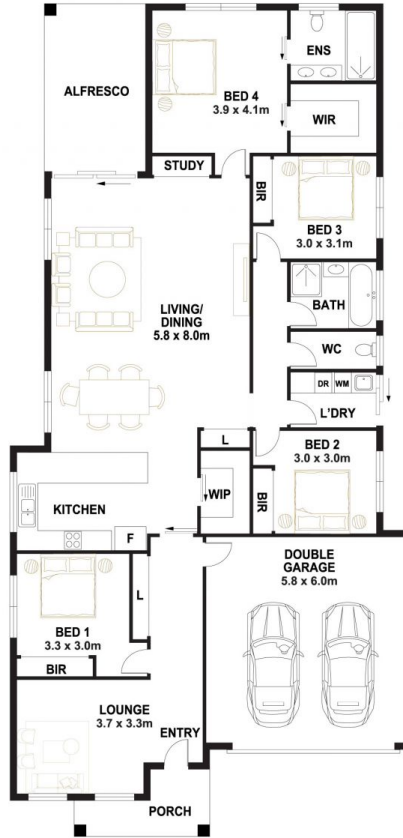 ENS
ALFRESCO
BED 4
3.9 x 4.1m
WIR
STUDY
BIR
BED 3
3.0 x 3.1m
BATH
LIVING/
DINING
5.8 x 8.0m
WC
DR WM
L'DRY
L
BED 2
3.0 x 3.0m
WIP
BIR
KITCHEN
F
DOUBLE
GARAGE
5.8 x 6.0m
L
BED 1
3.3 x 3.0m
BIR
LOUNGE
3.7 x 3.3m
ENTRY
PORCH